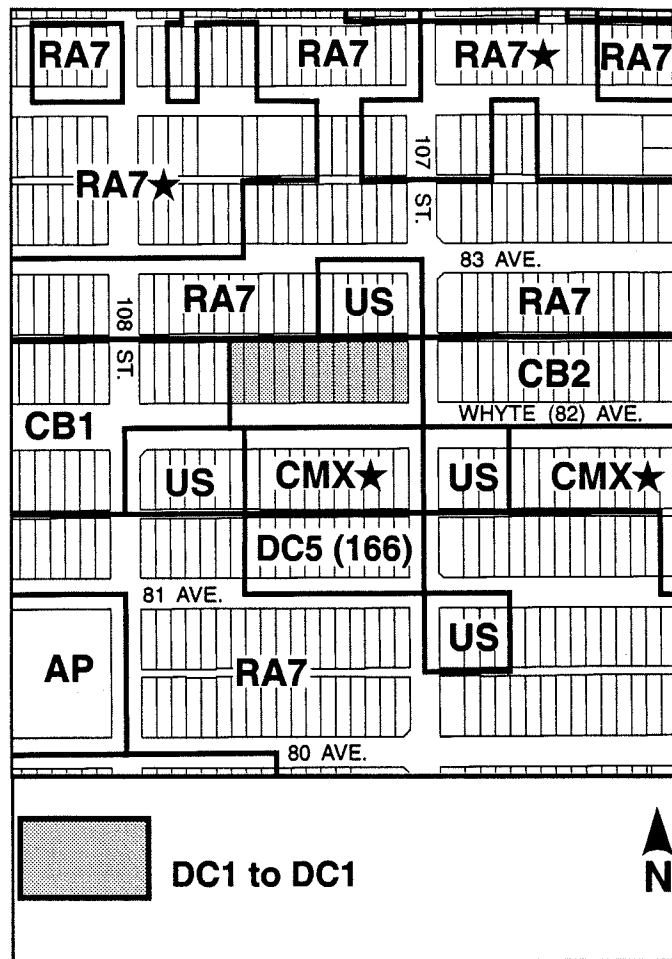 RA7 RA7 RA7★ RA7
107 ST.
RA7★
83 AVE.
108 ST.
RA7 US RA7
CB2
CB1
WHYTE (82) AVE.
US CMX★ US CMX★
DC5 (166)
81 AVE.
US
AP RA7
80 AVE.
DC1 to DC1
N